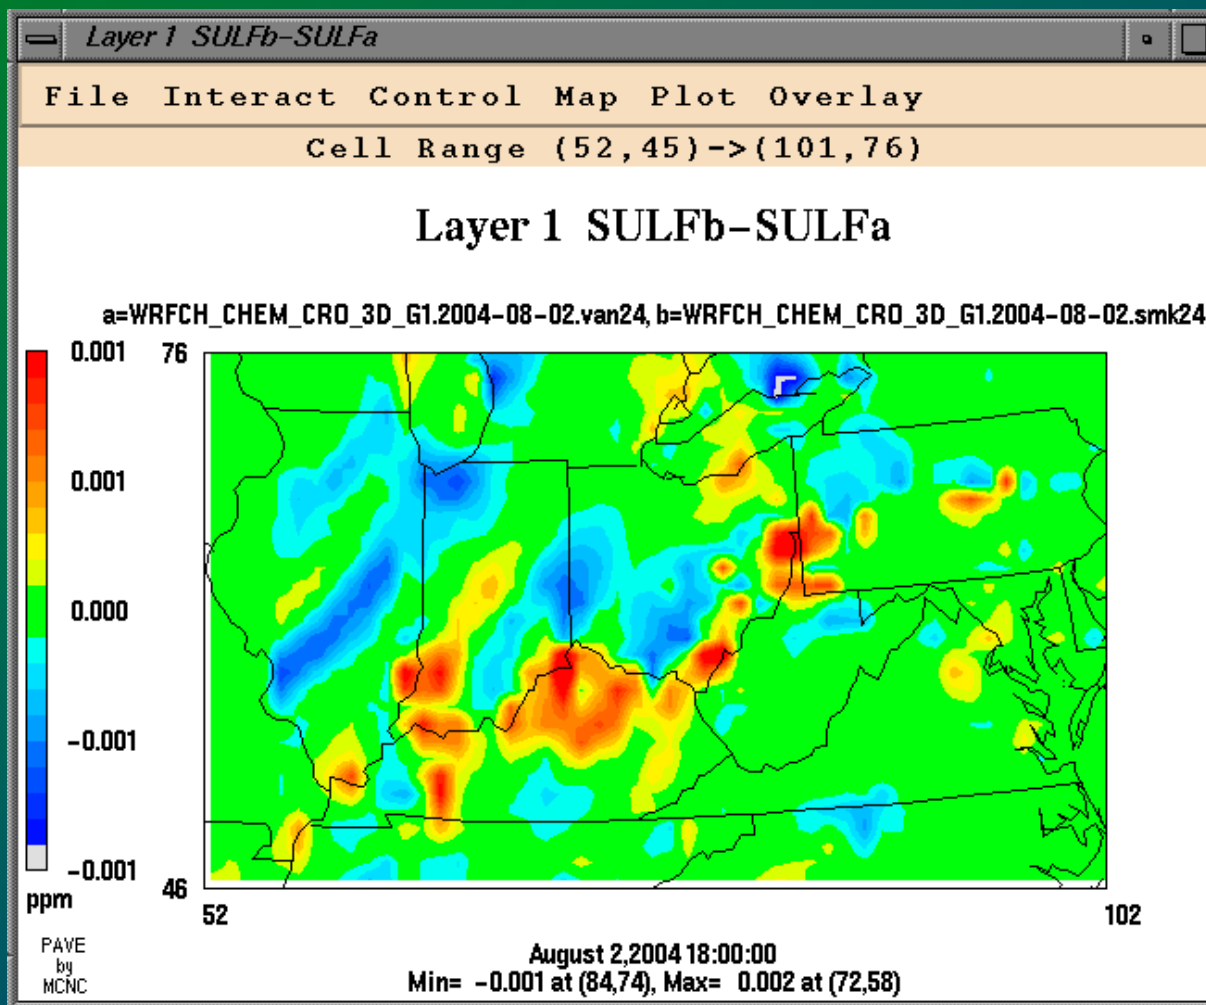 Layer 1 SULFb-SULFa
File Interact Control Map Plot Overlay
Cell Range (52,45)->(101,76)
Layer 1 SULFb-SULFa
a=WRFCH_CHEM_CRO_3D_G1.2004-08-02.van24, b=WRFCH_CHEM_CRO_3D_G1.2004-08-02.smk24
0.001
0.001
0.000
-0.001
-0.001
ppm
76
46
52
102
PAVE
by
MCNC
August 2,2004 18:00:00
Min= -0.001 at (84,74), Max= 0.002 at (72,58)